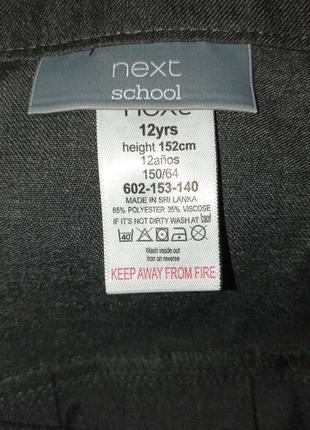 next
school
next
12yrs
height 152cm
12años
150/64
602-153-140
MADE IN SRI LANKA
65% POLYESTER 35% VISCOSE
IF IT'S NOT DIRTY WASH AT
40
Wash inside out
Iron on reverse
KEEP AWAY FROM FIRE